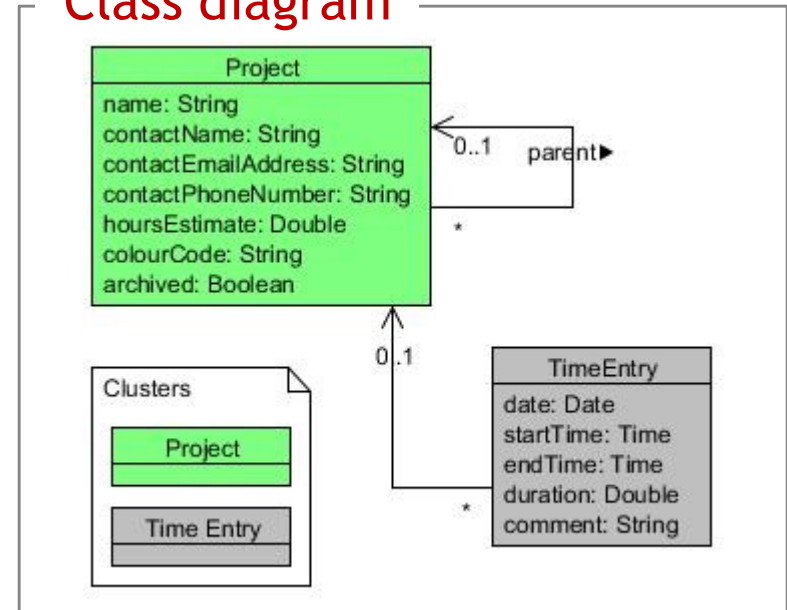 Class diagram
Project
name: String
contactName: String
contactEmailAddress: String
contactPhoneNumber: String
hoursEstimate: Double
colourCode: String
archived: Boolean
0..1
parent▶
*
0..1
TimeEntry
date: Date
startTime: Time
endTime: Time
duration: Double
comment: String
*
Clusters
Project
Time Entry